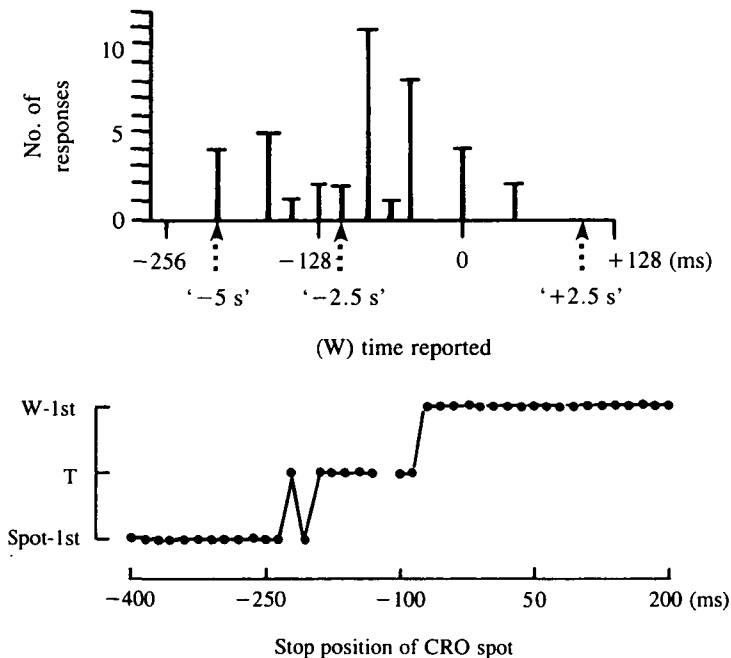 10
No. of
responses
5
0
−256 −128 0 +128 (ms)
‘−5 s’ ‘−2.5 s’ ‘+2.5 s’
(W) time reported
W-1st
T
Spot-1st
−400 −250 −100 50 200 (ms)
Stop position of CRO spot